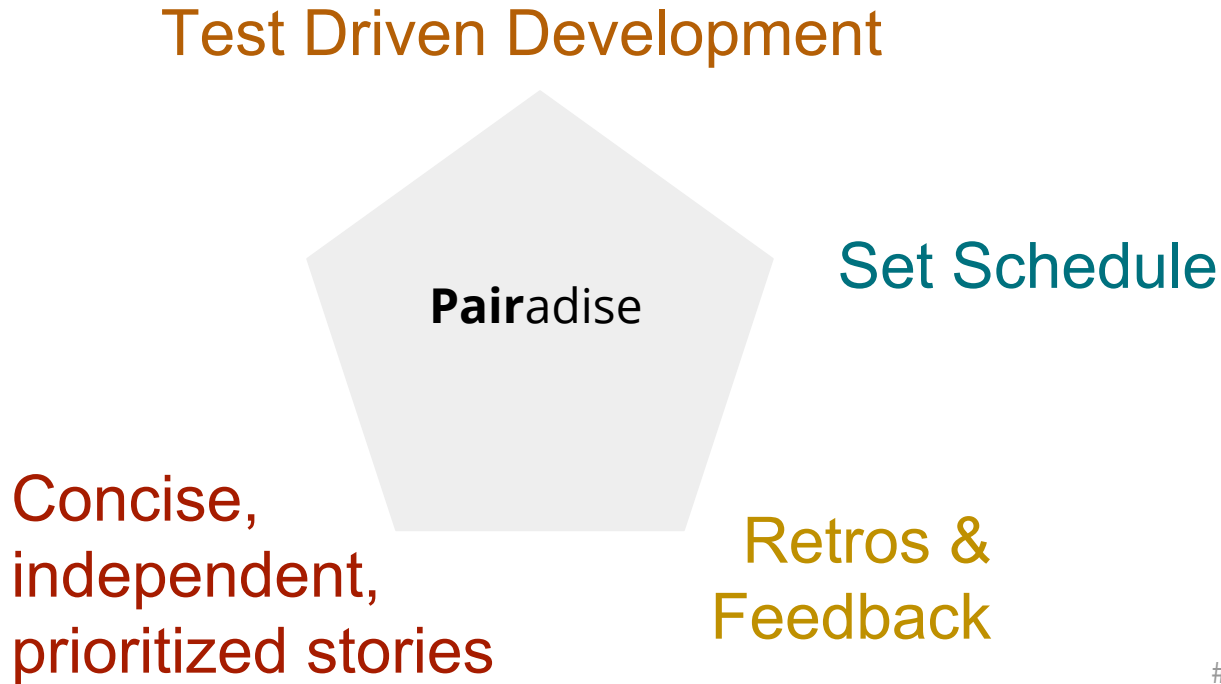 Test Driven Development
Set Schedule
Pairadise
Concise,
independent,
prioritized stories
Retros &
Feedback
#